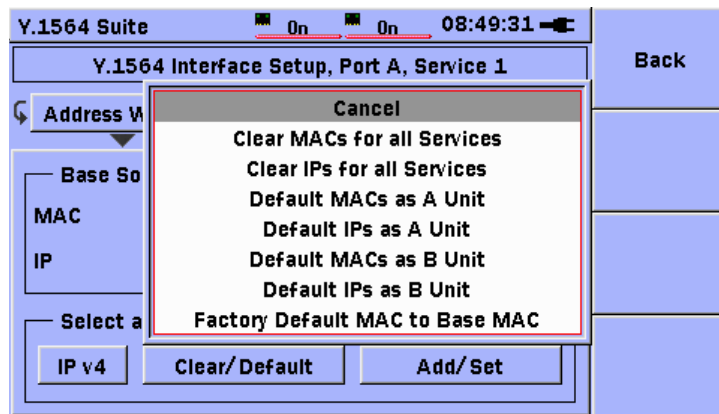 Y.1564 Suite 0n 0n 08:49:31
Back
Y.1564 Interface Setup, Port A, Service 1
Address W
Cancel
Clear MACs for all Services
Clear IPs for all Services
Default MACs as A Unit
Default IPs as A Unit
Default MACs as B Unit
Default IPs as B Unit
Factory Default MAC to Base MAC
Base So
MAC
IP
Select a
IP v4 Clear/Default Add/Set